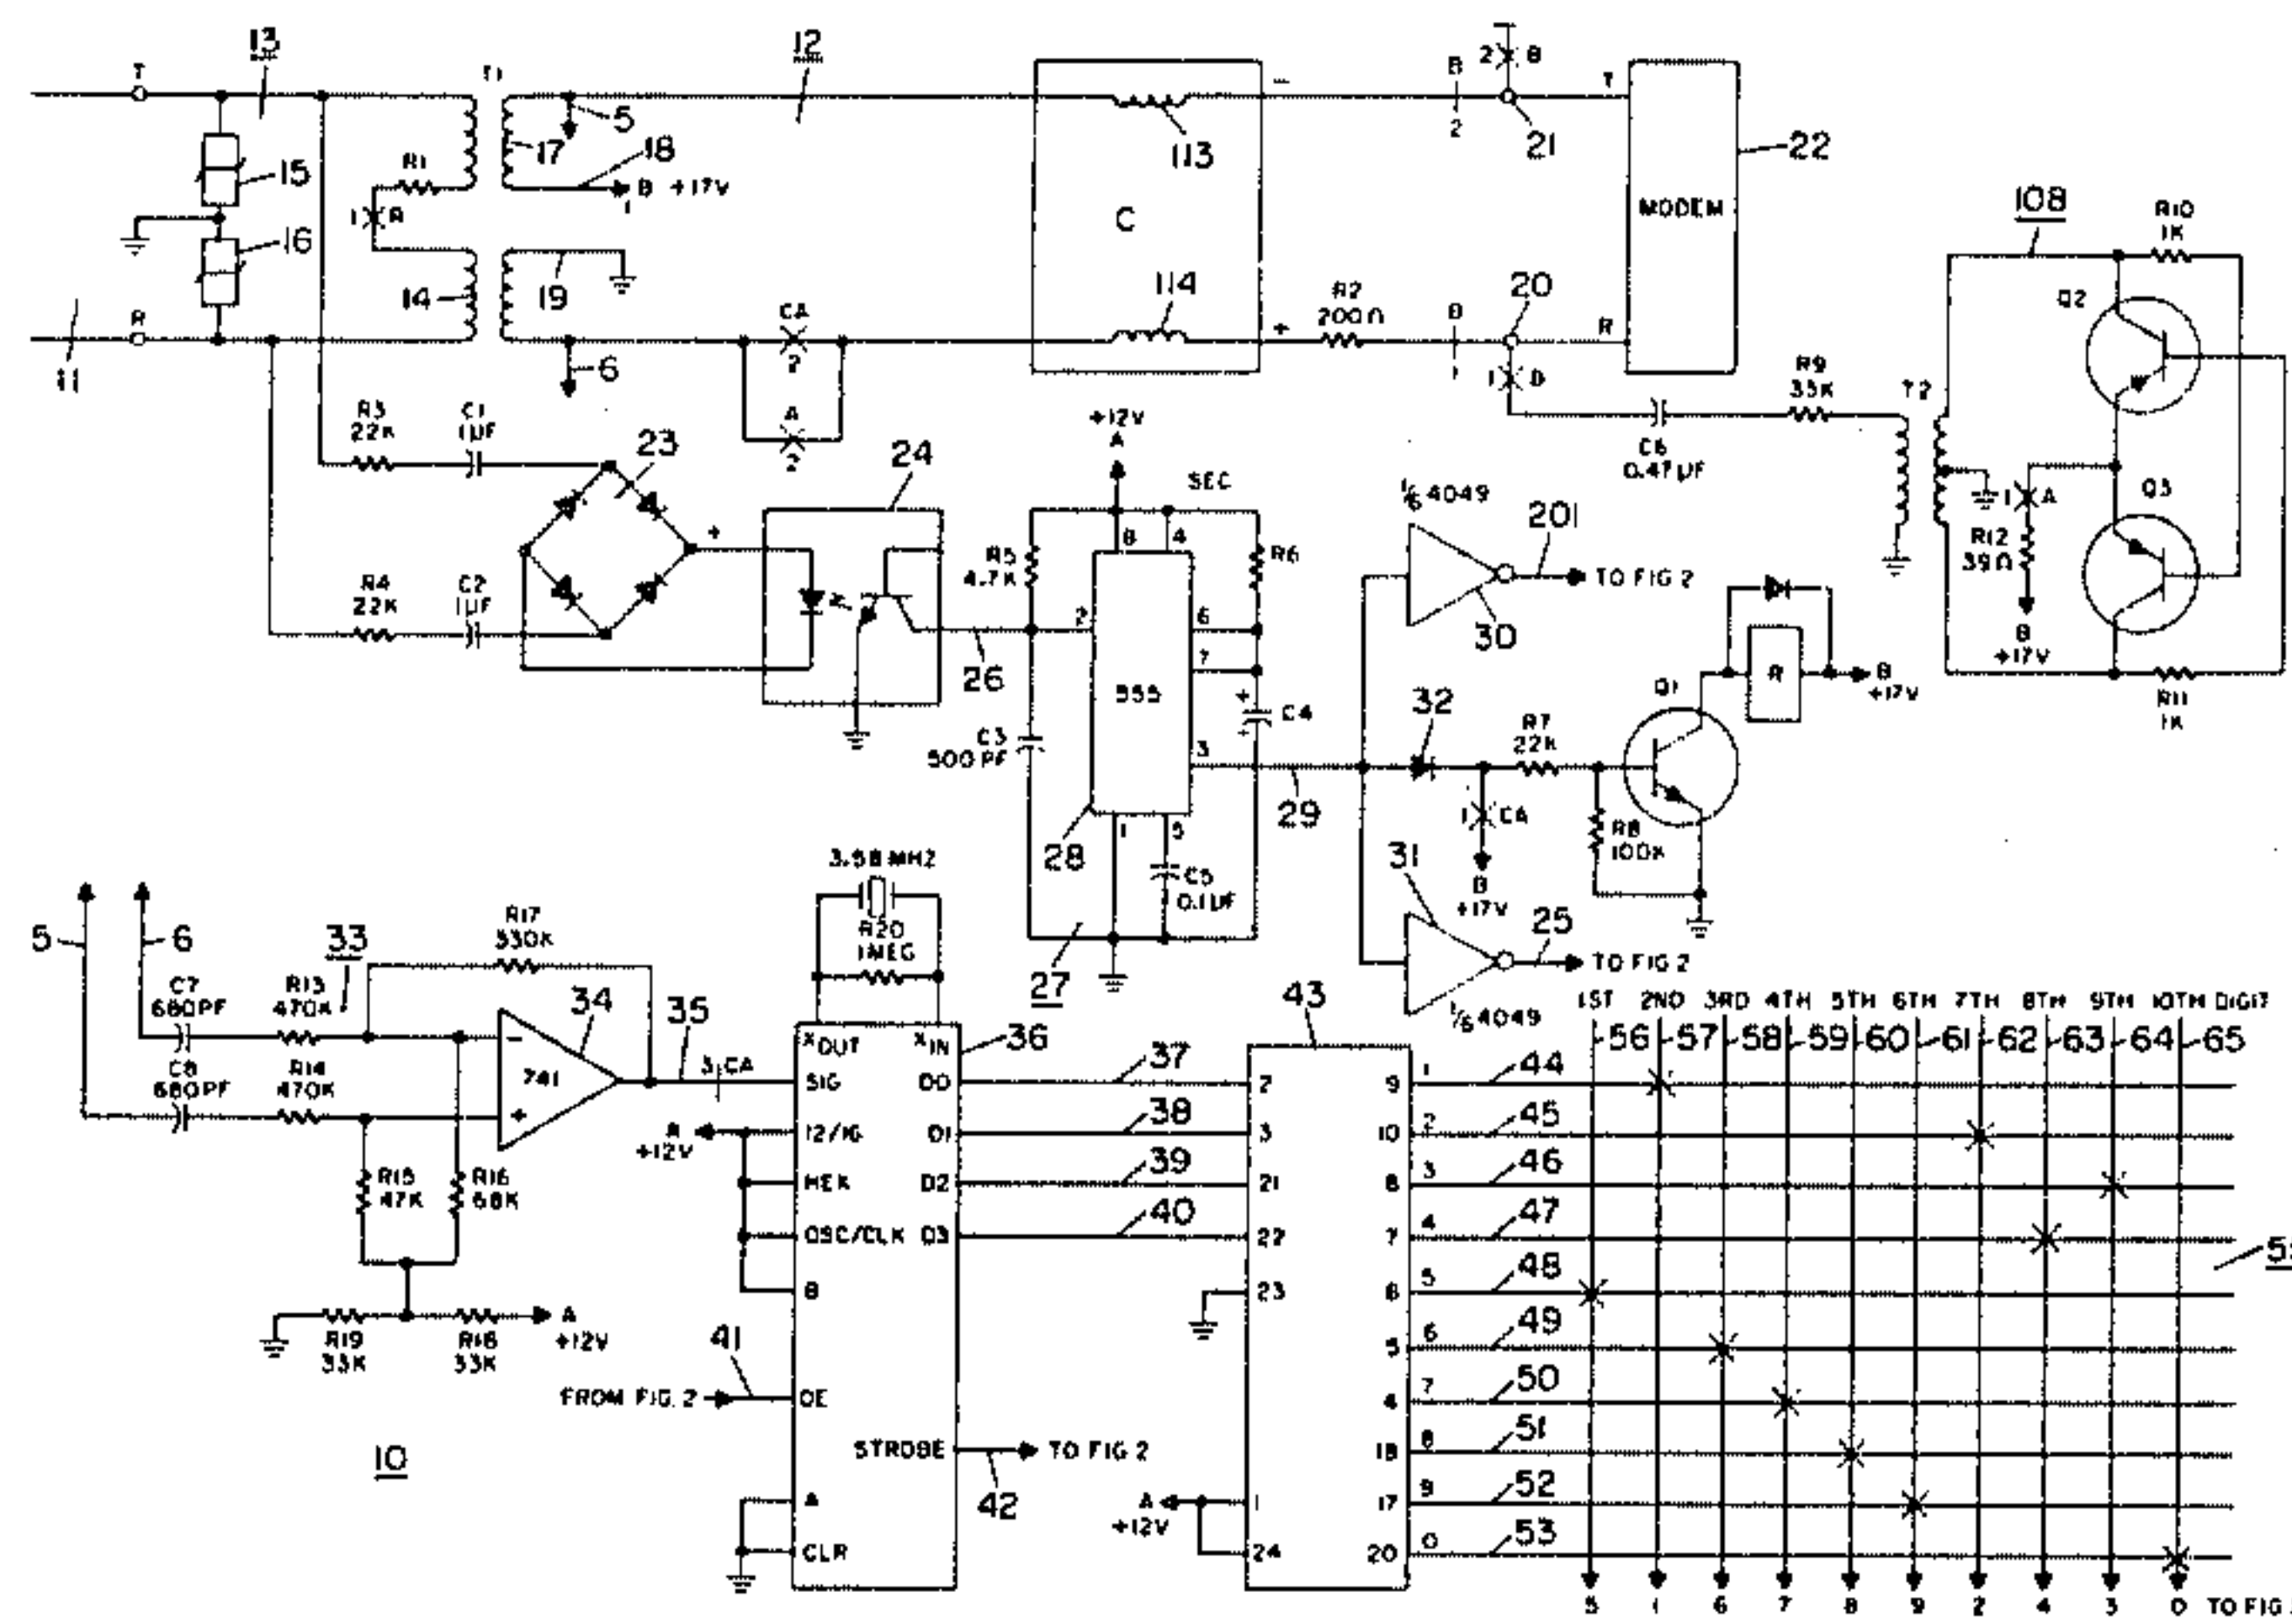 13
12
T
T1
5
17
18
B +17V
1
R1
1 A
15
16
14
19
R
11
6
CA
2
A
2
C
113
114
R2
200Ω
+
B
2
2 B
21
T
MODEM
22
20
R
1 B
108
R10
1K
Q2
Q3
T2
R9
33K
C6
0.47µF
1 A
R12
39Ω
B
+17V
R11
1K
R3
22K
C1
1µF
23
24
R4
22K
C2
1µF
+
26
+12V
A
SEC
R5
4.7K
8
4
R6
2
6
7
555
3
1
5
C3
500 PF
C4
C5
0.1µF
28
27
29
1/6 4049
201
TO FIG 2
30
32
R7
22K
Q1
R
B
+17V
1 CA
B
+17V
R8
100K
31
25
TO FIG 2
1/6 4049
5
6
33
R17
330K
C7
680PF
R13
470K
C8
680PF
R14
470K
34
741
-
+
35
3 CA
R15
47K
R16
68K
R19
33K
R18
33K
A
+12V
3.58 MHZ
R20
1MEG
XOUT
XIN
36
SIG
D0
12/16
D1
HEX
D2
OSC/CLK
D3
B
A
+12V
41
FROM FIG. 2
OE
STROBE
TO FIG 2
42
A
CLR
10
37
38
39
40
43
2
3
21
22
23
A
+12V
1
24
9 1 44
10 2 45
8 3 46
7 4 47
6 5 48
5 6 49
4 7 50
18 8 51
17 9 52
20 0 53
1ST 2ND 3RD 4TH 5TH 6TH 7TH 8TH 9TH 10TH DIGIT
56 57 58 59 60 61 62 63 64 65
5 1 6 7 8 9 2 4 3 0 TO FIG